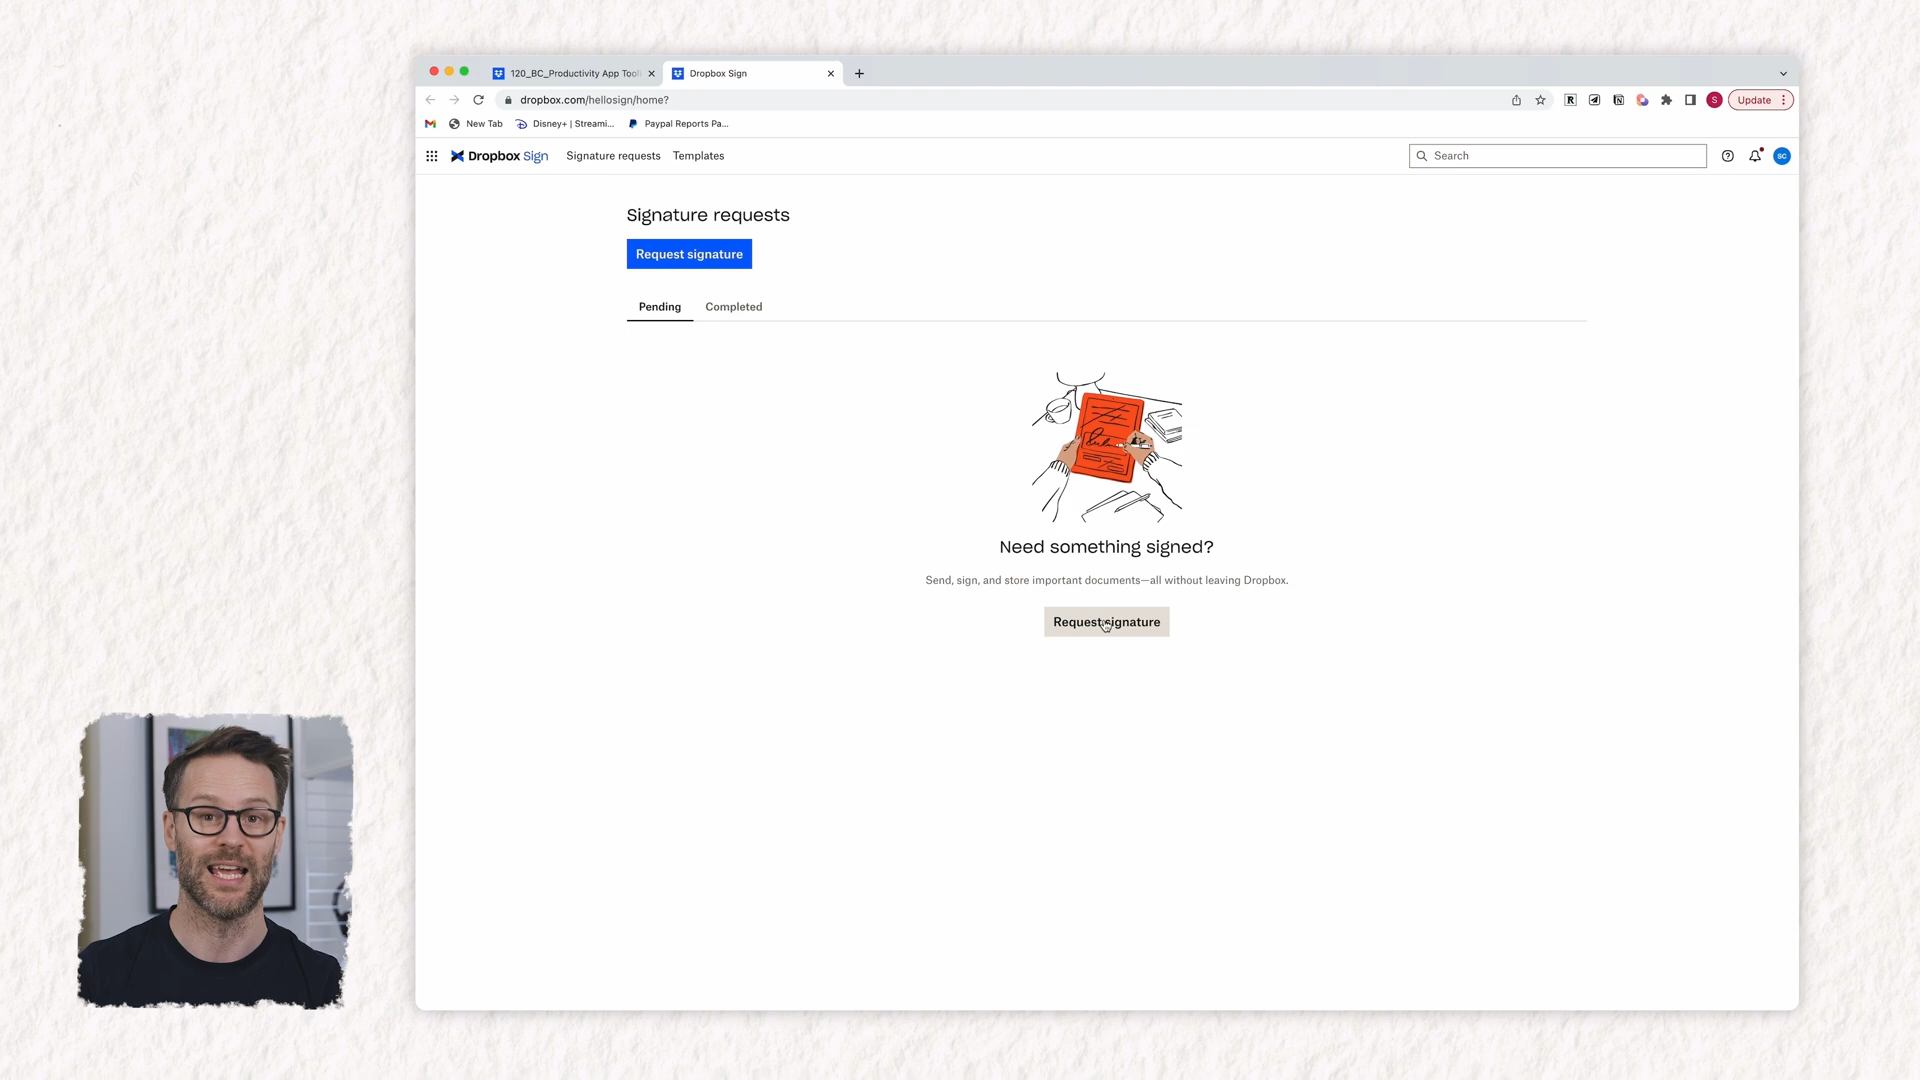 120_BC_Productivity App Tool
Dropbox Sign
dropbox.com/hellosign/home?
S
Update
New Tab
Disney+ | Streami...
Paypal Reports Pa...
Dropbox Sign
Signature requests
Templates
Search
SC
Signature requests
Request signature
Pending
Completed
Need something signed?
Send, sign, and store important documents—all without leaving Dropbox.
Request signature